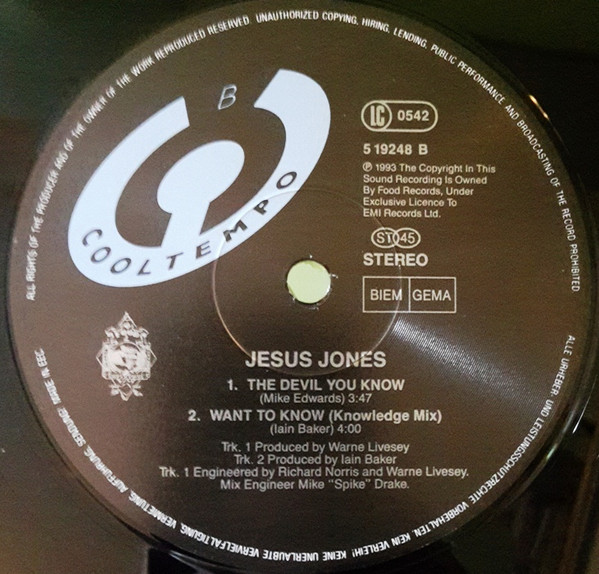 ALL RIGHTS OF THE PRODUCER AND OF THE OWNER OF THE WORK REPRODUCED RESERVED. UNAUTHORIZED COPYING, HIRING, LENDING, PUBLIC PERFORMANCE AND BROADCASTING OF THE RECORD PROHIBITED.
B
COOLTEMPO
LC 0542
5 19248 B
℗ 1993 The Copyright In This
Sound Recording Is Owned
By Food Records, Under
Exclusive Licence To
EMI Records Ltd.
ST 45
STEREO
BIEM GEMA
JESUS JONES
1. THE DEVIL YOU KNOW
(Mike Edwards) 3:47
2. WANT TO KNOW (Knowledge Mix)
(Iain Baker) 4:00
Trk. 1 Produced by Warne Livesey
Trk. 2 Produced by Iain Baker
Trk. 1 Engineered by Richard Norris and Warne Livesey.
Mix Engineer Mike "Spike" Drake.
ALLE URHEBER- UND LEISTUNGSSCHUTZRECHTE VORBEHALTEN. KEIN VERLEIH! KEINE UNERLAUBTE VERVIELFÄLTIGUNG, VERMIETUNG, AUFFÜHRUNG, SENDUNG! MADE IN EEC.